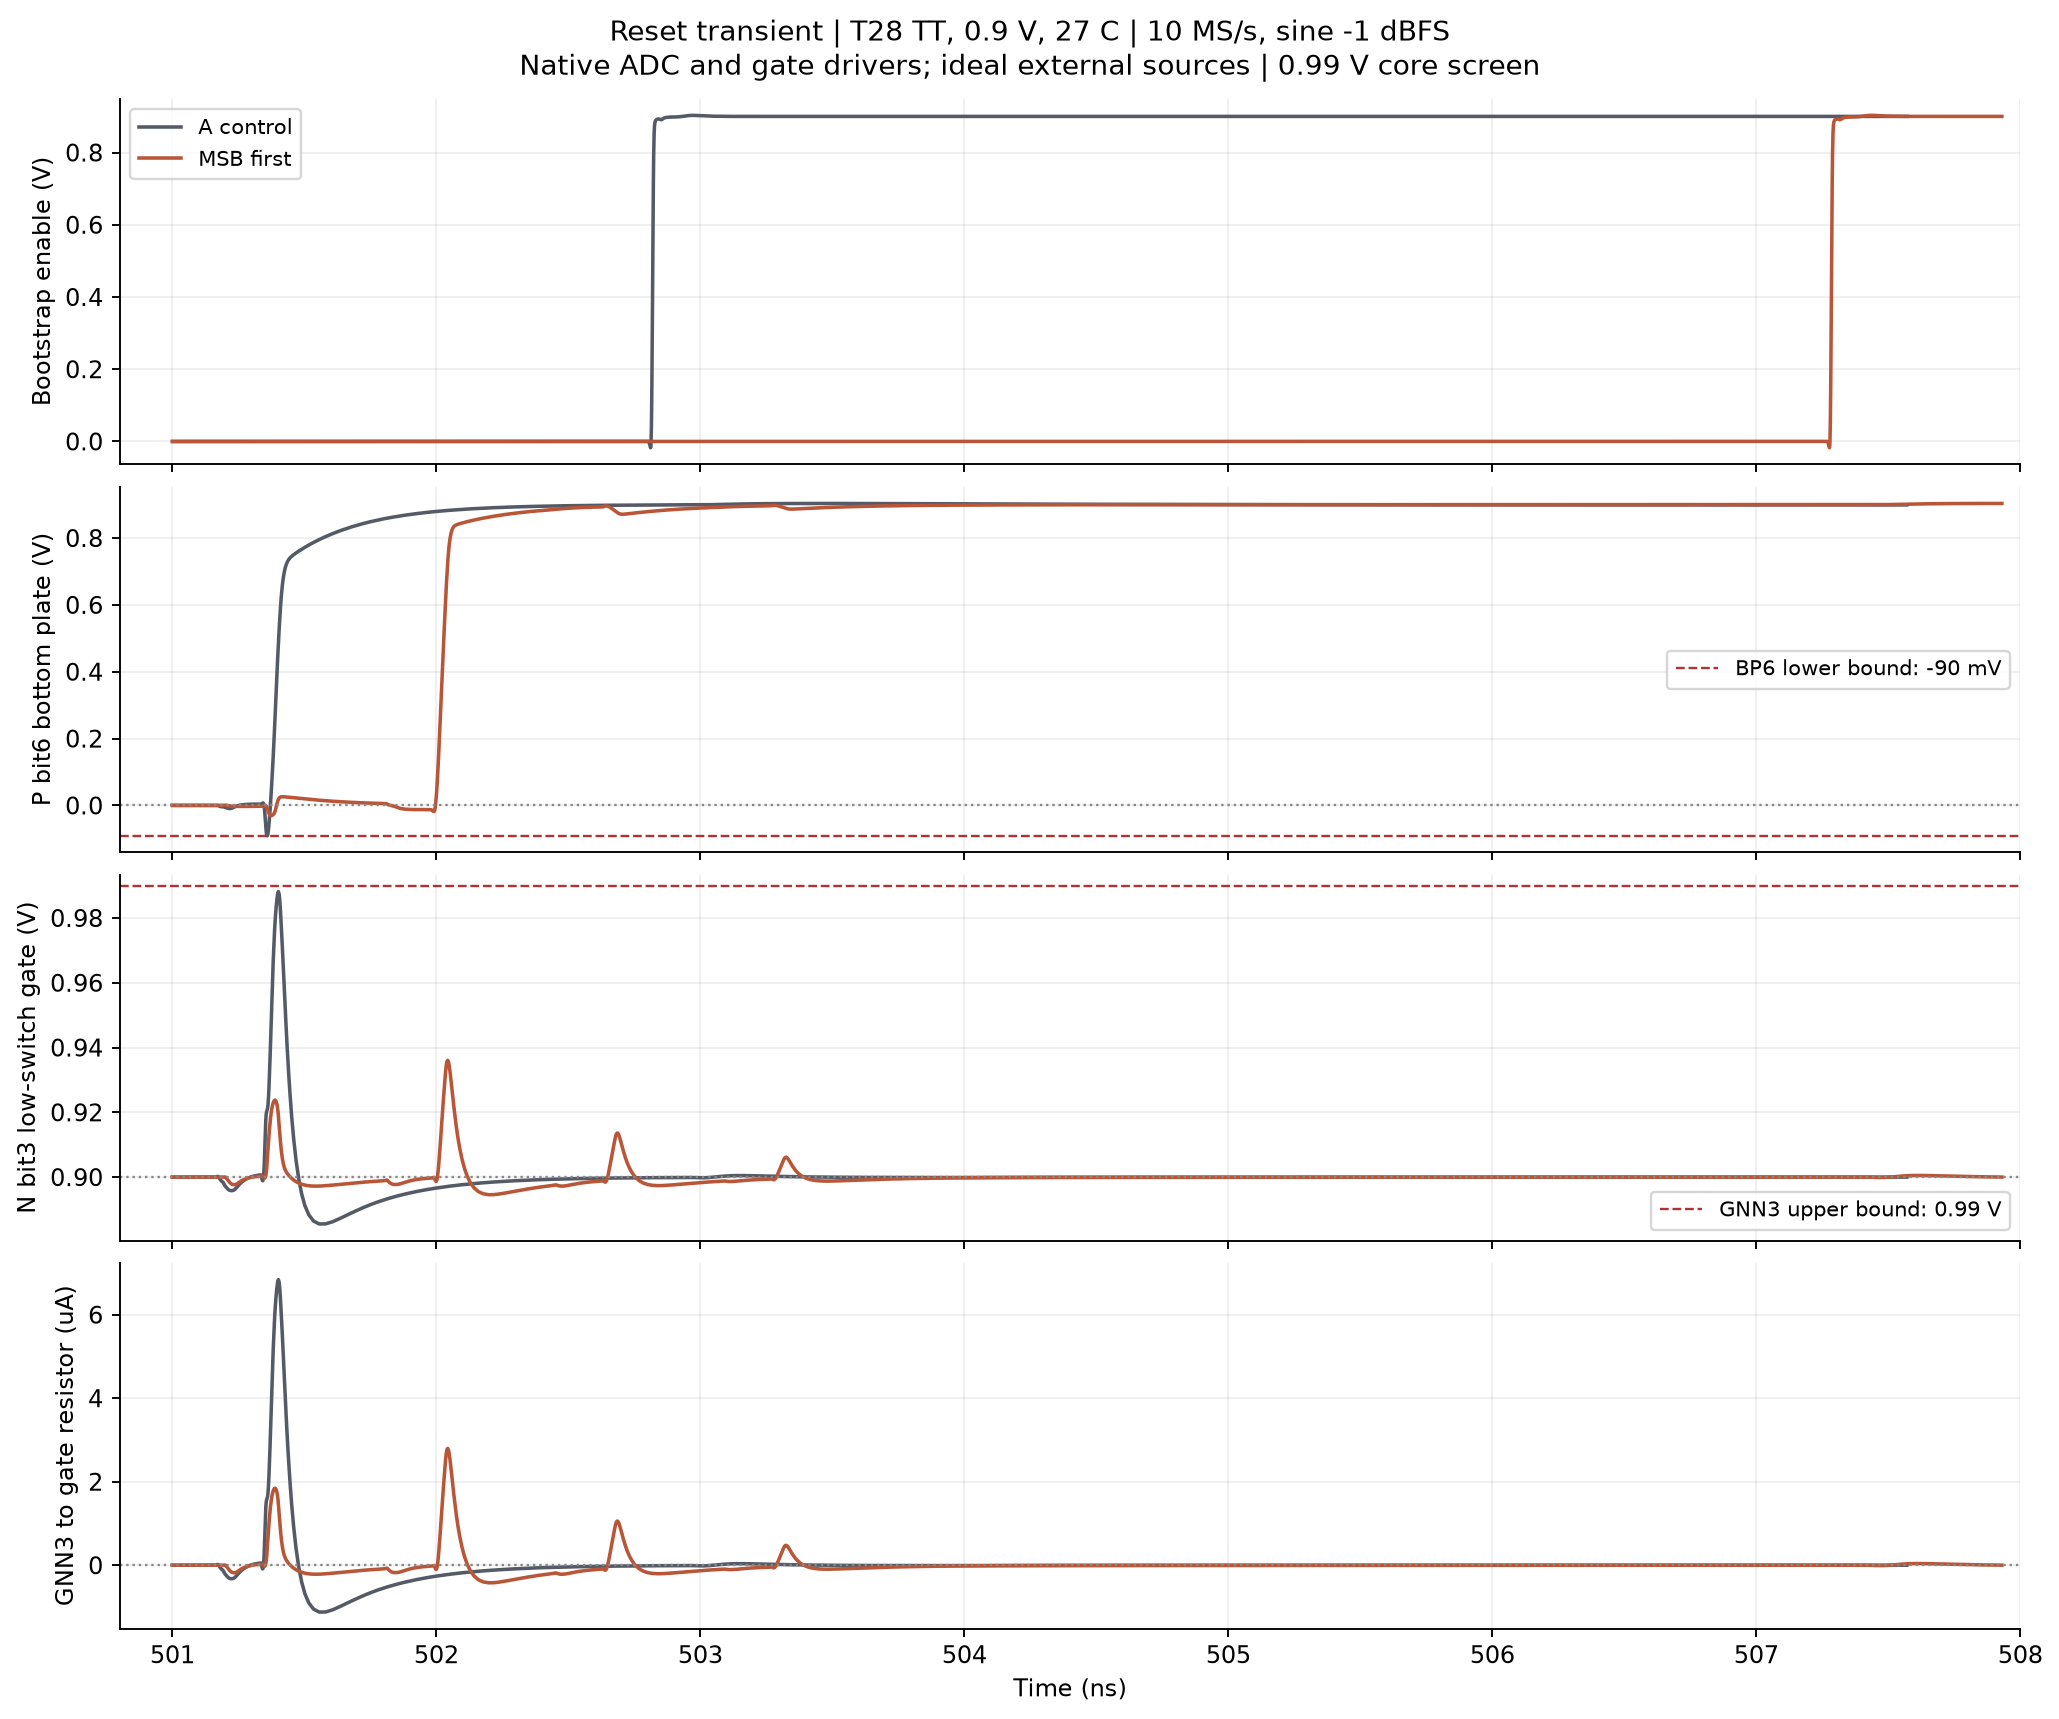 Reset transient | T28 TT, 0.9 V, 27 C | 10 MS/s, sine -1 dBFS
Native ADC and gate drivers; ideal external sources | 0.99 V core screen
Bootstrap enable (V)
0.8
0.6
0.4
0.2
0.0
A control
MSB first
P bit6 bottom plate (V)
0.8
0.6
0.4
0.2
0.0
BP6 lower bound: -90 mV
N bit3 low-switch gate (V)
0.98
0.96
0.94
0.92
0.90
GNN3 upper bound: 0.99 V
GNN3 to gate resistor (uA)
6
4
2
0
501
502
503
504
505
506
507
508
Time (ns)